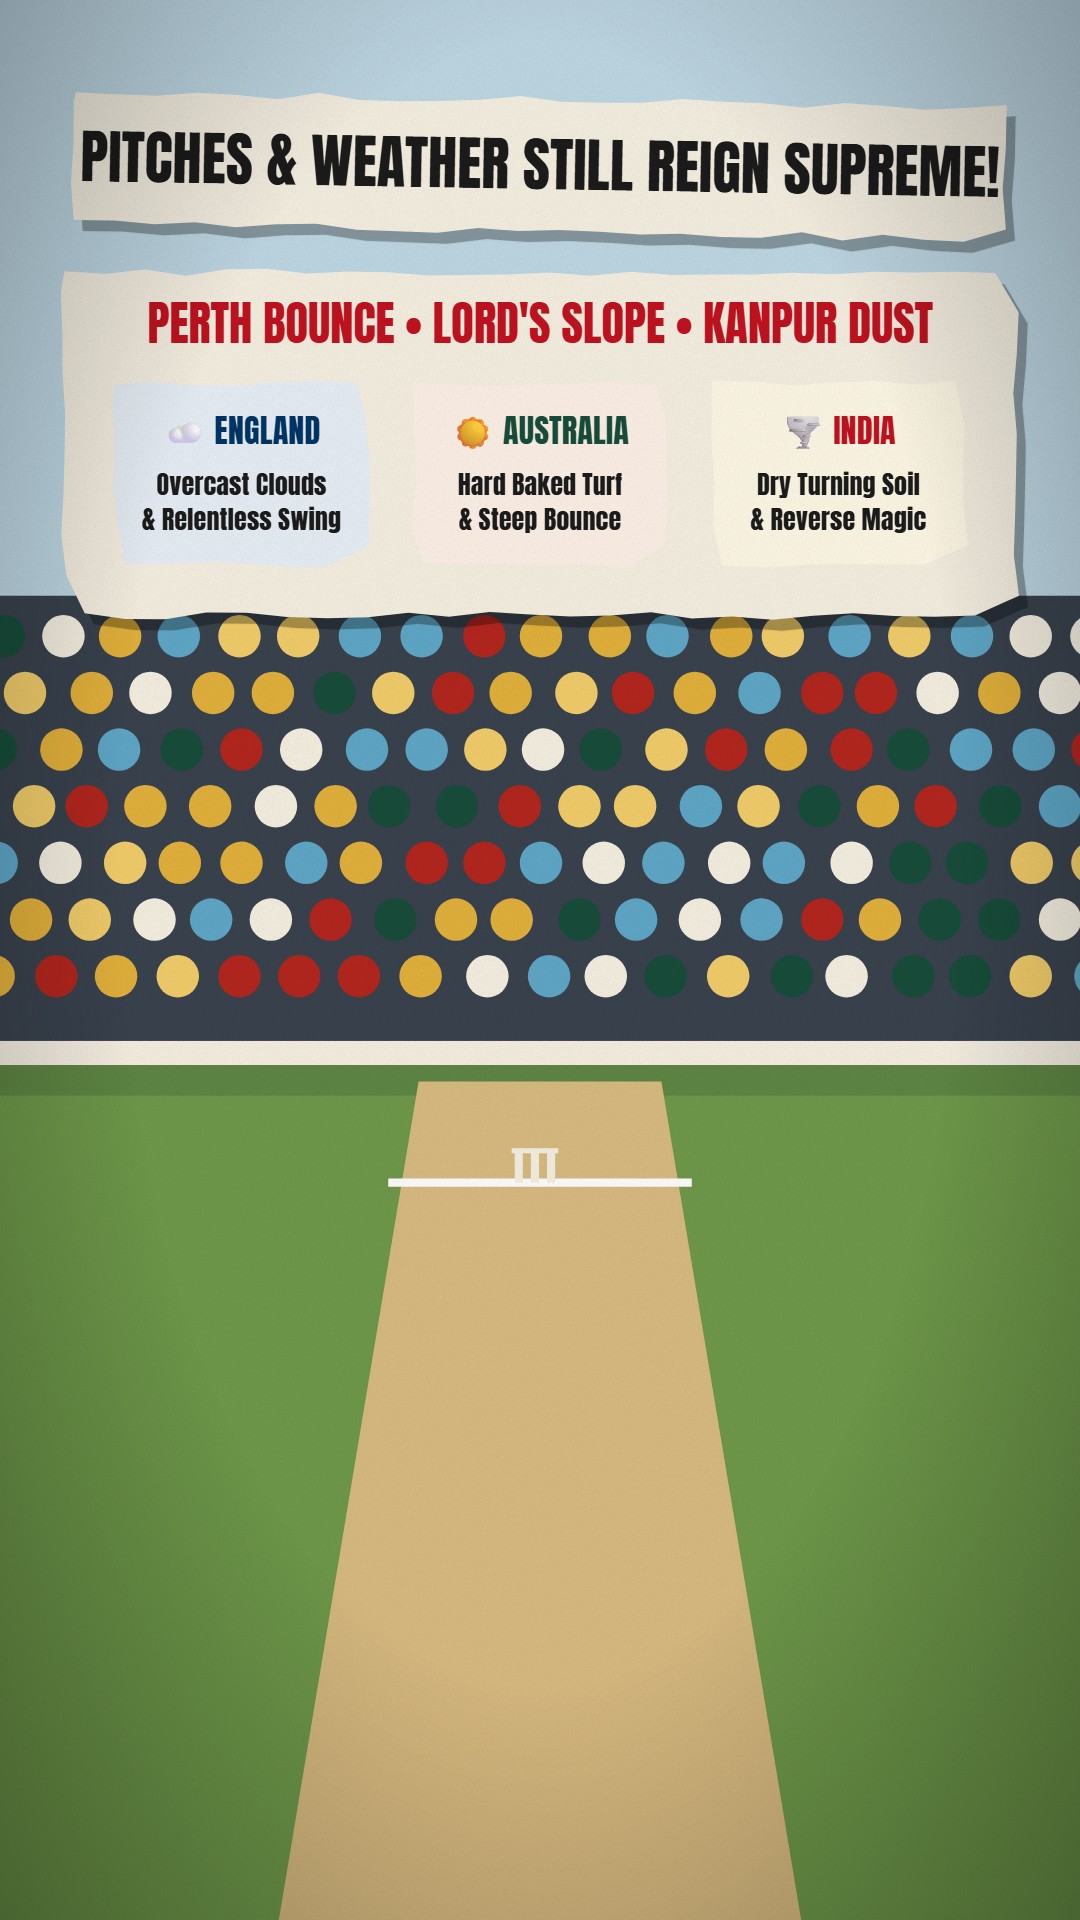 PITCHES & WEATHER STILL REIGN SUPREME!
PERTH BOUNCE • LORD'S SLOPE • KANPUR DUST
ENGLAND
Overcast Clouds
& Relentless Swing
AUSTRALIA
Hard Baked Turf
& Steep Bounce
INDIA
Dry Turning Soil
& Reverse Magic